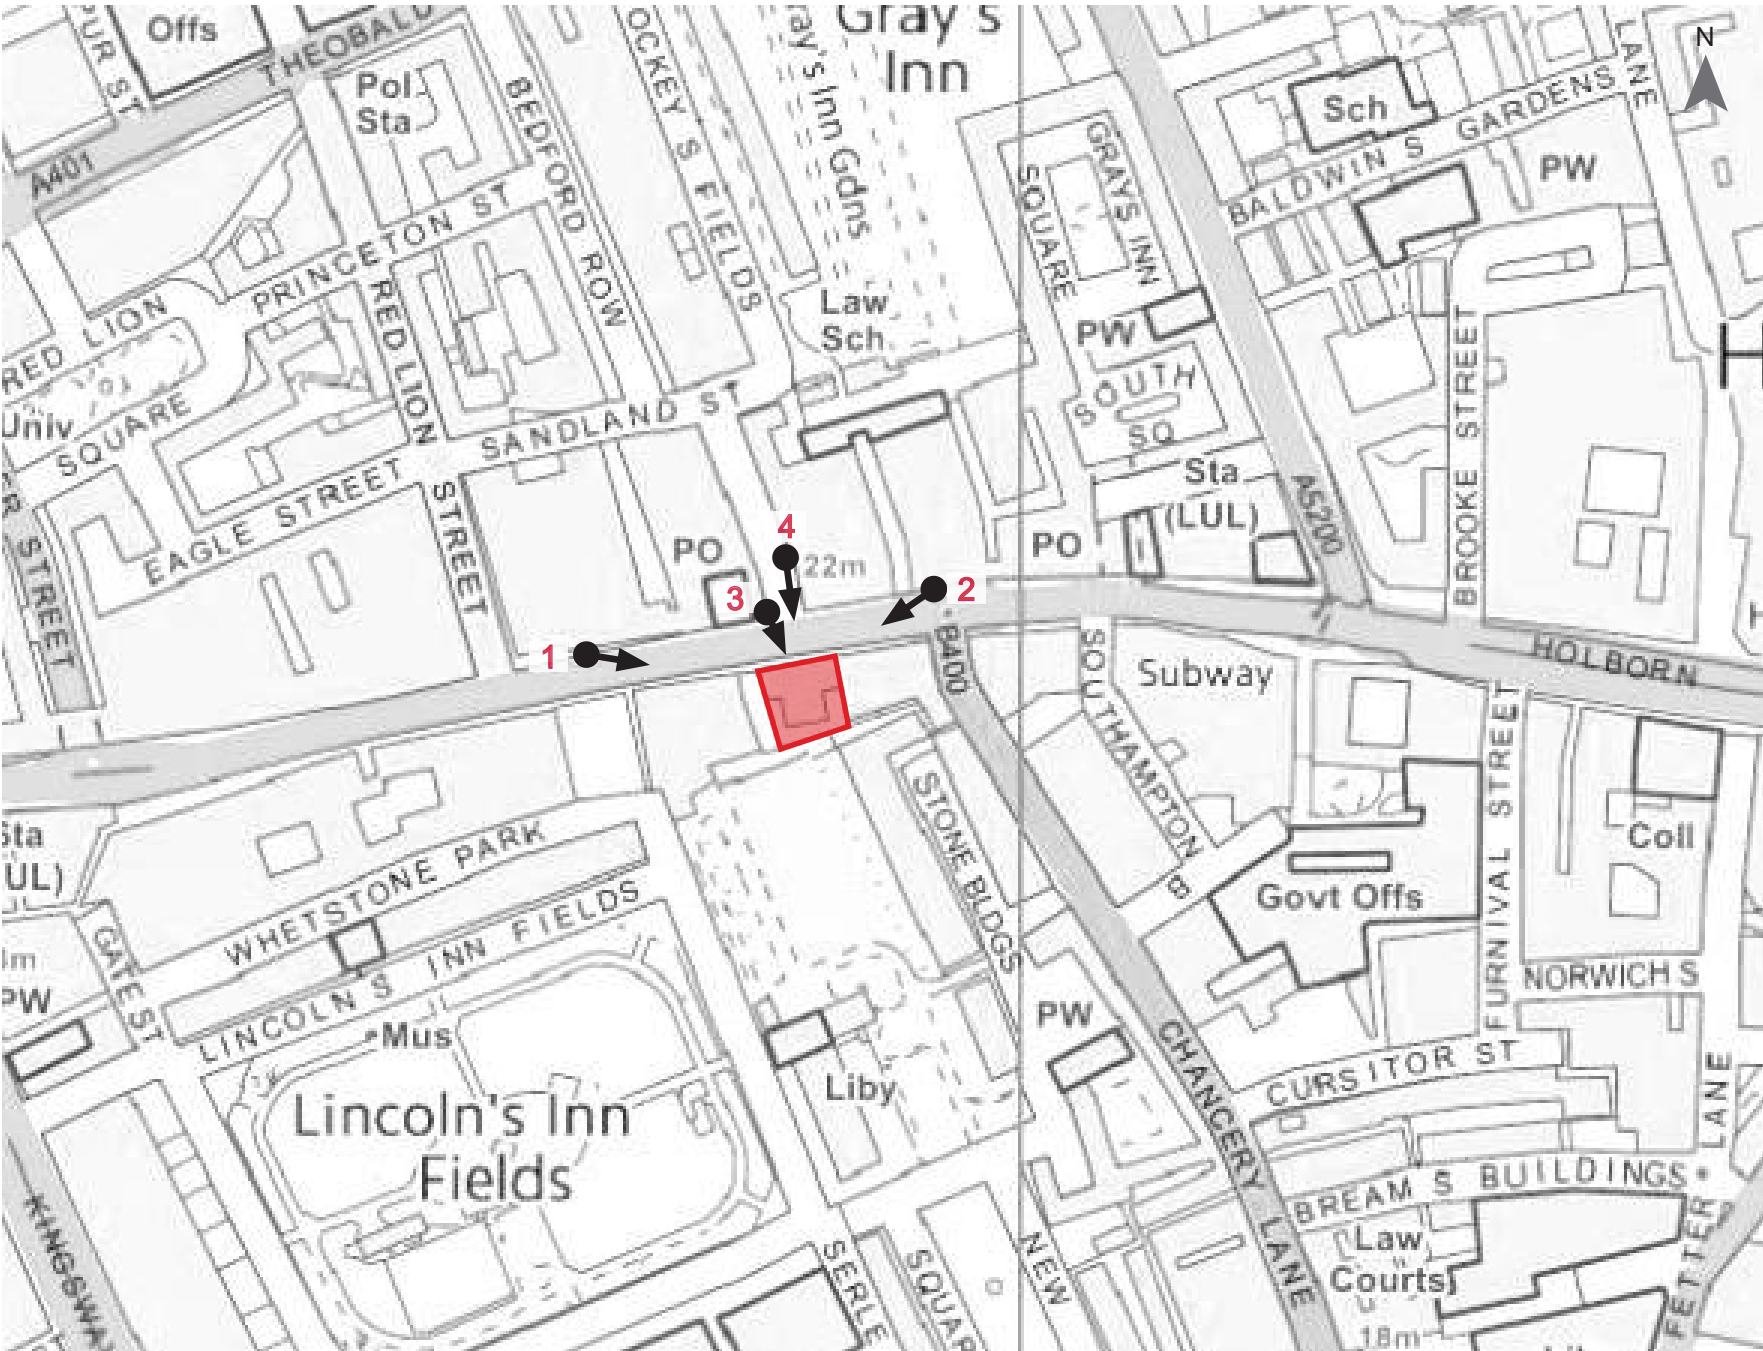 Offs
THEOBALD
Pol
Sta
A401
BEDFORD ROW
OCKEY S FIELDS
Gray's
Inn
Gray's Inn Gdns
LANE
N
Sch
BALDWIN S GARDENS
PW
GRAYS INN
SQUARE
PRINCETON ST
RED LION
STREET
RED LION
SQUARE
Univ
Law
Sch
PW
SOUTH
SQ
SANDLAND ST
EAGLE STREET
STREET
Sta
(LUL)
A5200
BROOKE STREET
H
PO
22m
PO
4
3
2
1
B400
HOLBORN
SOUTHAMPTON B
Subway
STONE BLDGS
Govt Offs
FURNIVAL STREET
Coll
NORWICH S
Sta
UL)
WHETSTONE PARK
LINCOLN S INN FIELDS
GATE ST
PW
Mus
Lincoln's Inn
Fields
Liby
PW
CHANCERY LANE
CURSITOR ST
BREAM S BUILDINGS
LANE
FETTER
Law
Courts
18m
KINGSWAY
SERLE
SQUAR
NEW